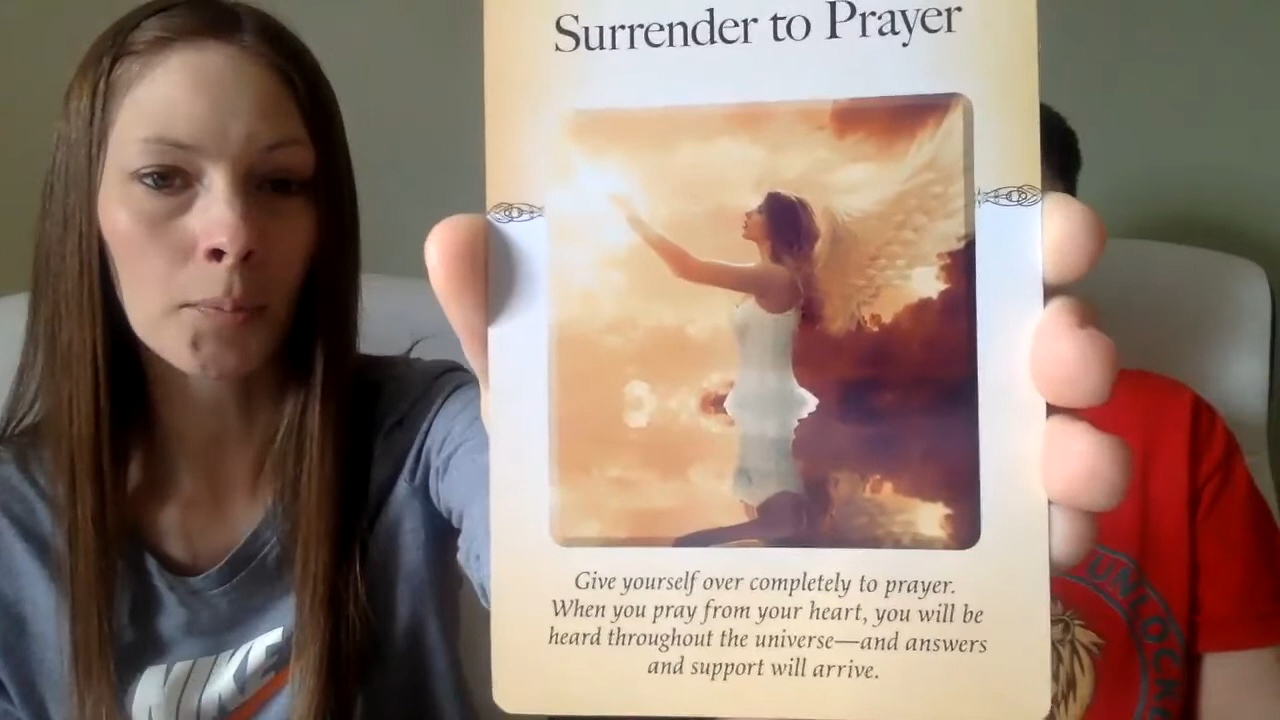 Surrender to Prayer
Give yourself over completely to prayer.
When you pray from your heart, you will be
heard throughout the universe—and answers
and support will arrive.
NIKE